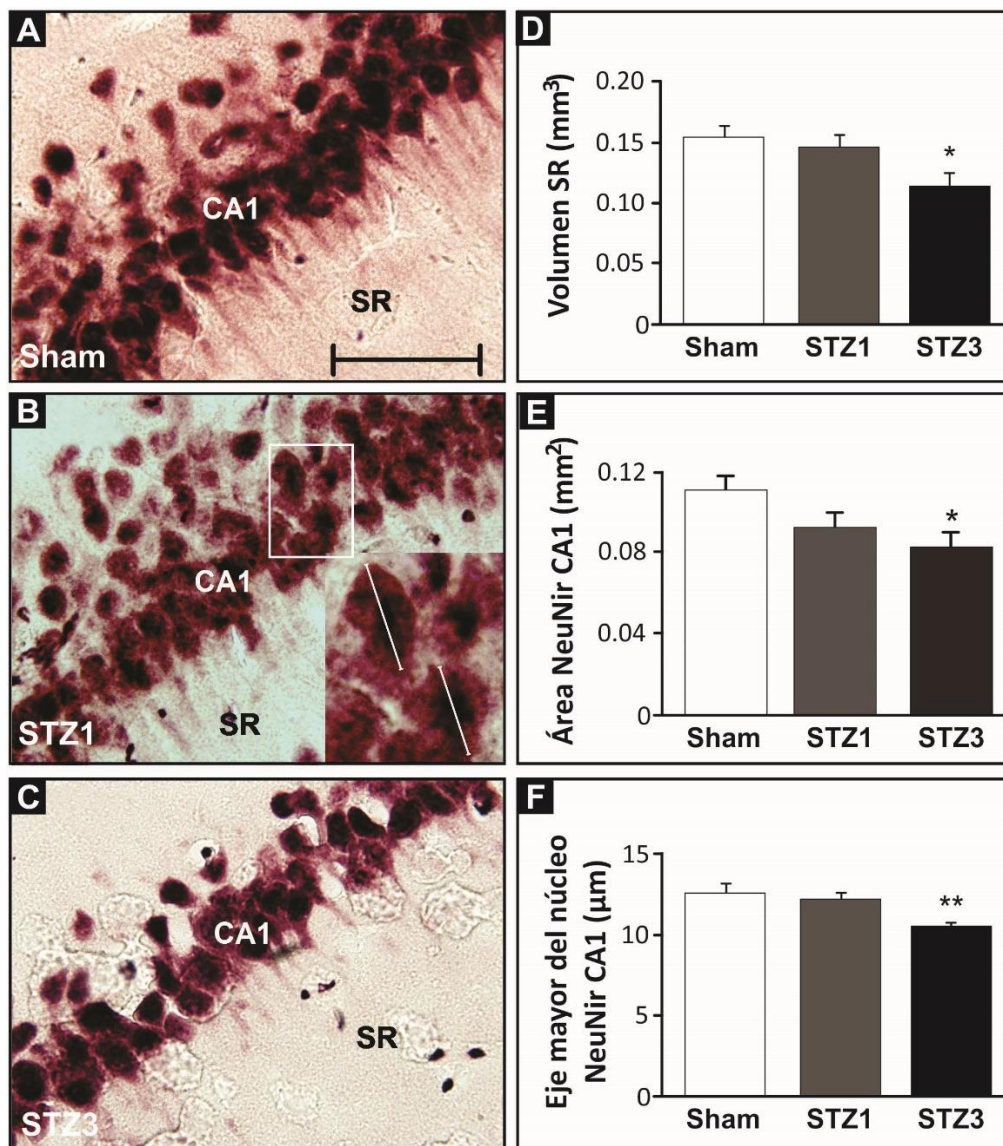 A
CA1
SR
Sham
B
CA1
SR
STZ1
C
CA1
SR
STZ3
D
Volumen SR (mm³)
0.20
0.15
0.10
0.05
0
*
Sham STZ1 STZ3
E
Área NeuNir CA1 (mm²)
0.12
0.08
0.04
0
*
Sham STZ1 STZ3
F
Eje mayor del núcleo
NeuNir CA1 (µm)
15
10
5
0
**
Sham STZ1 STZ3